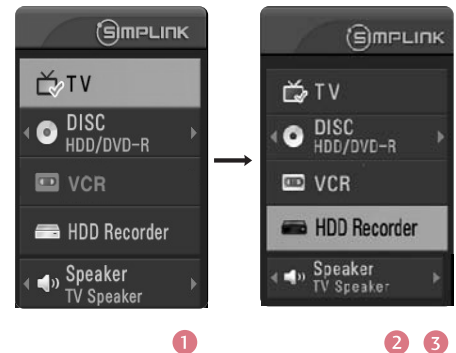 SIMPLINK
TV
DISC
HDD/DVD-R
VCR
HDD Recorder
Speaker
TV Speaker
1
SIMPLINK
TV
DISC
HDD/DVD-R
VCR
HDD Recorder
Speaker
TV Speaker
2 3